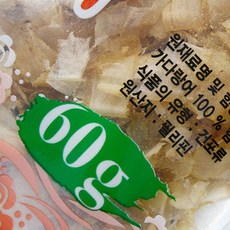 원재료명 및 함
가다랑어 100 %
식품의 유형 : 건포류
원산지 : 필리핀
60g